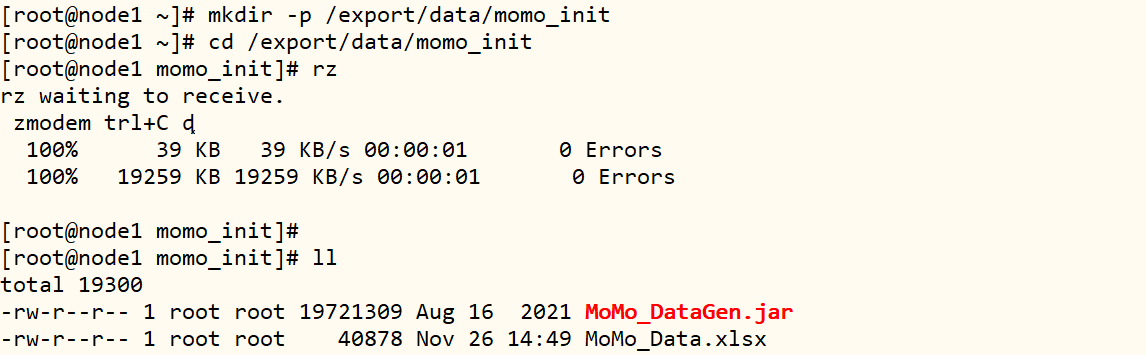 [root@node1 ~]# mkdir -p /export/data/momo_init
[root@node1 ~]# cd /export/data/momo_init
[root@node1 momo_init]# rz
rz waiting to receive.
 zmodem trl+C d
  100%      39 KB   39 KB/s 00:00:01       0 Errors
  100%   19259 KB 19259 KB/s 00:00:01       0 Errors
[root@node1 momo_init]#
[root@node1 momo_init]# ll
total 19300
-rw-r--r-- 1 root root 19721309 Aug 16  2021 MoMo_DataGen.jar
-rw-r--r-- 1 root root    40878 Nov 26 14:49 MoMo_Data.xlsx